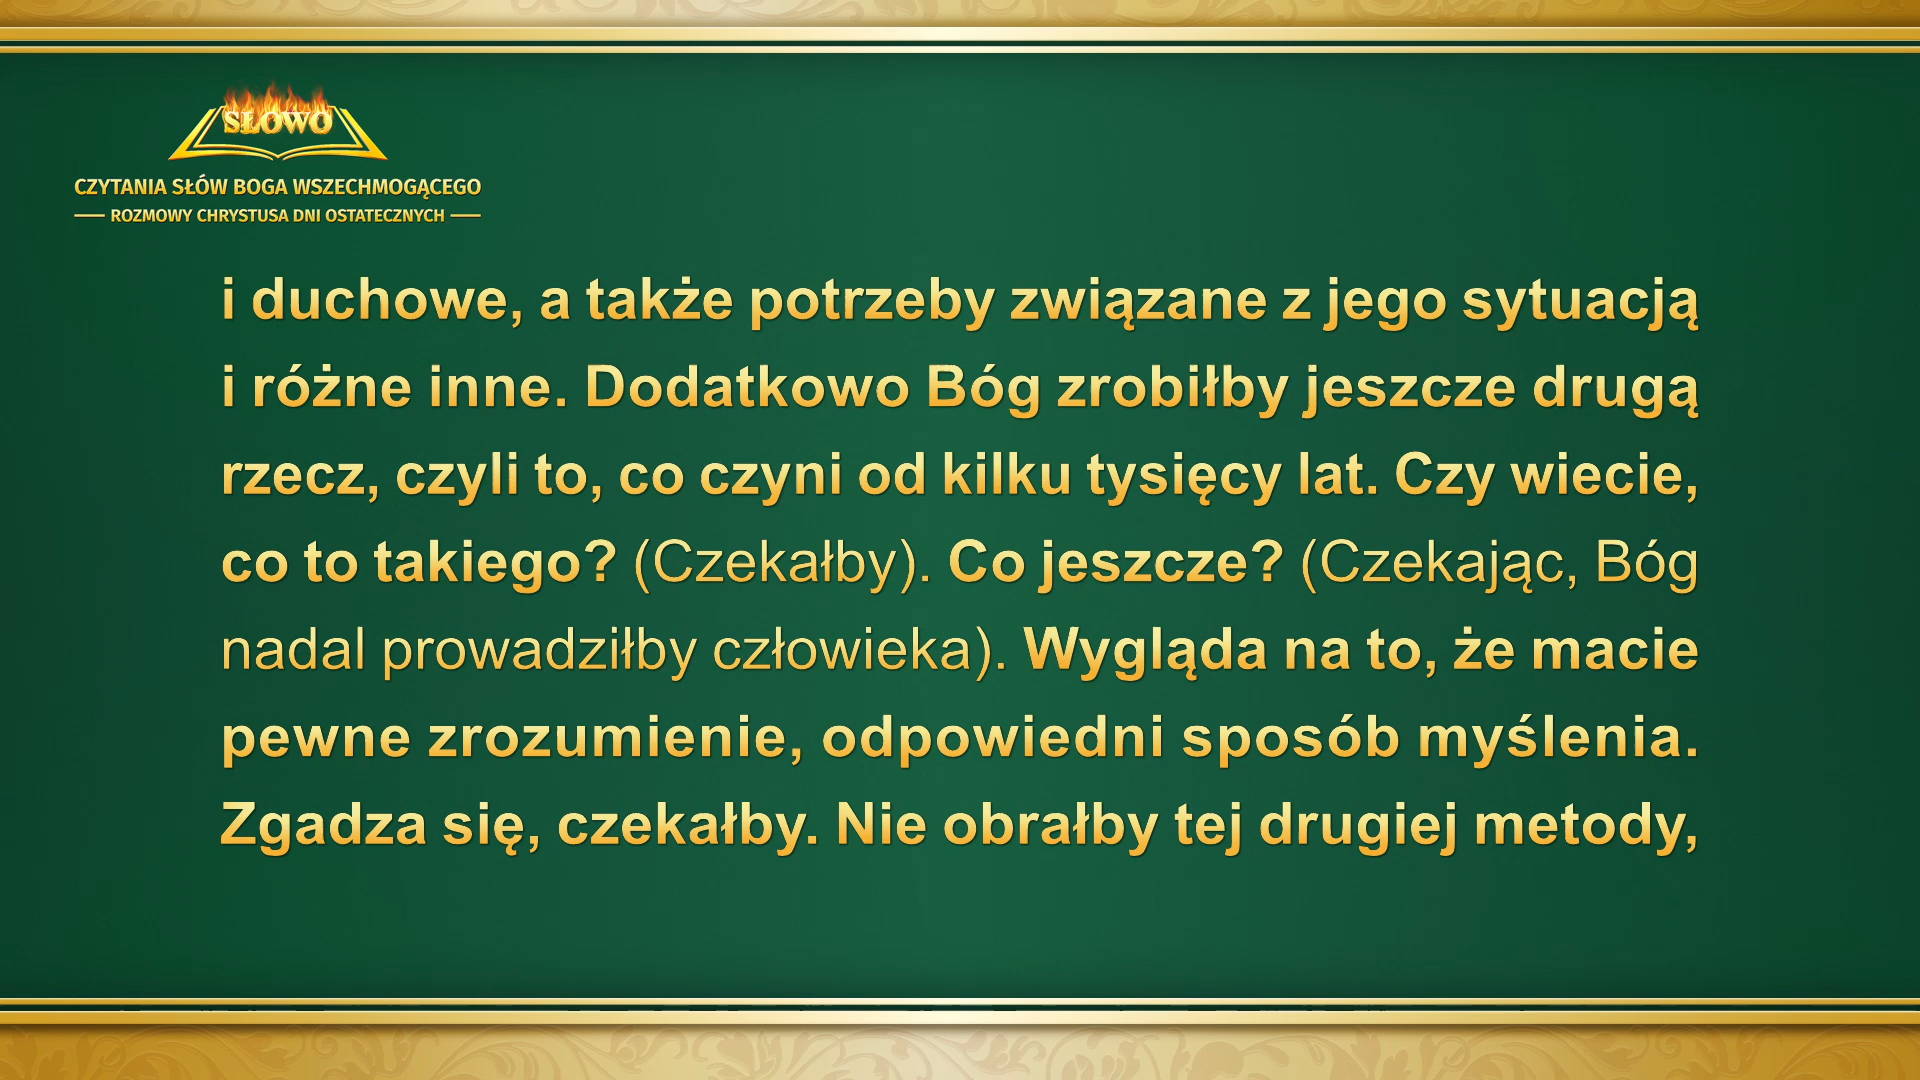 SŁOWO
CZYTANIA SŁÓW BOGA WSZECHMOGĄCEGO
ROZMOWY CHRYSTUSA DNI OSTATECZNYCH
i duchowe, a także potrzeby związane z jego sytuacją
i różne inne. Dodatkowo Bóg zrobiłby jeszcze drugą
rzecz, czyli to, co czyni od kilku tysięcy lat. Czy wiecie,
co to takiego? (Czekałby). Co jeszcze? (Czekając, Bóg
nadal prowadziłby człowieka). Wygląda na to, że macie
pewne zrozumienie, odpowiedni sposób myślenia.
Zgadza się, czekałby. Nie obrałby tej drugiej metody,